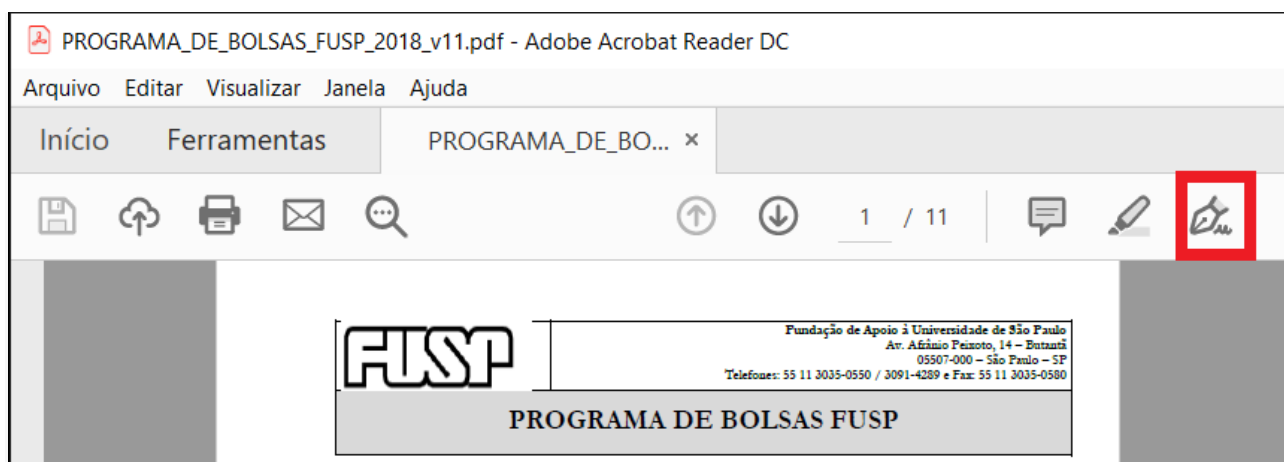 PROGRAMA_DE_BOLSAS_FUSP_2018_v11.pdf - Adobe Acrobat Reader DC
Arquivo Editar Visualizar Janela Ajuda
Início Ferramentas PROGRAMA_DE_BO... ×
1 / 11
FUSP
Fundação de Apoio à Universidade de São Paulo
Av. Afrânio Peixoto, 14 – Butantã
05507-000 – São Paulo – SP
Telefones: 55 11 3035-0550 / 3091-4289 e Fax: 55 11 3035-0580
PROGRAMA DE BOLSAS FUSP